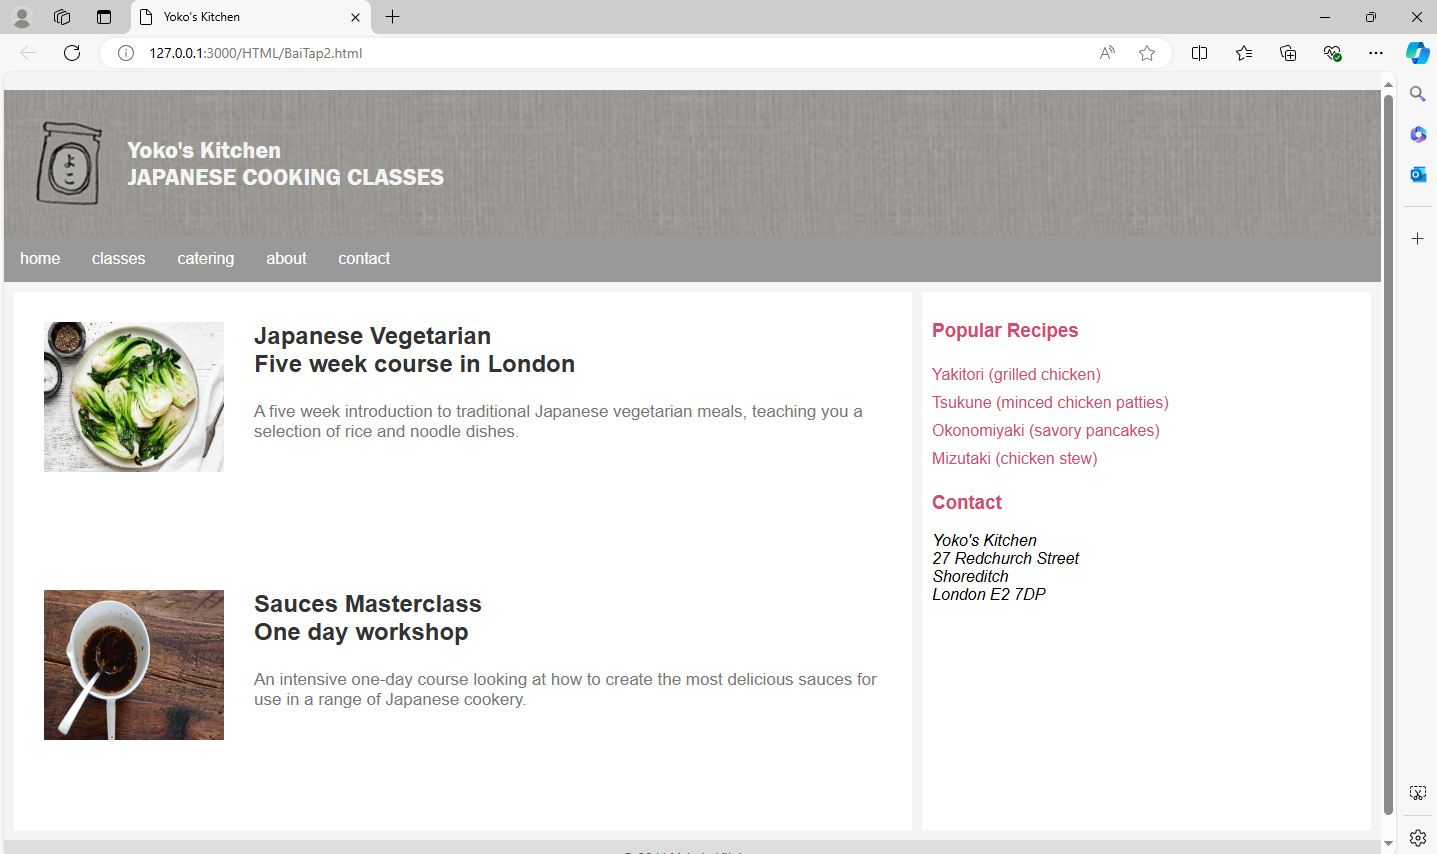 Yoko's Kitchen
127.0.0.1:3000/HTML/BaiTap2.html
よこ
Yoko's Kitchen
JAPANESE COOKING CLASSES
home classes catering about contact
Japanese Vegetarian
Five week course in London
A five week introduction to traditional Japanese vegetarian meals, teaching you a
selection of rice and noodle dishes.
Sauces Masterclass
One day workshop
An intensive one-day course looking at how to create the most delicious sauces for
use in a range of Japanese cookery.
Popular Recipes
Yakitori (grilled chicken)
Tsukune (minced chicken patties)
Okonomiyaki (savory pancakes)
Mizutaki (chicken stew)
Contact
Yoko's Kitchen
27 Redchurch Street
Shoreditch
London E2 7DP